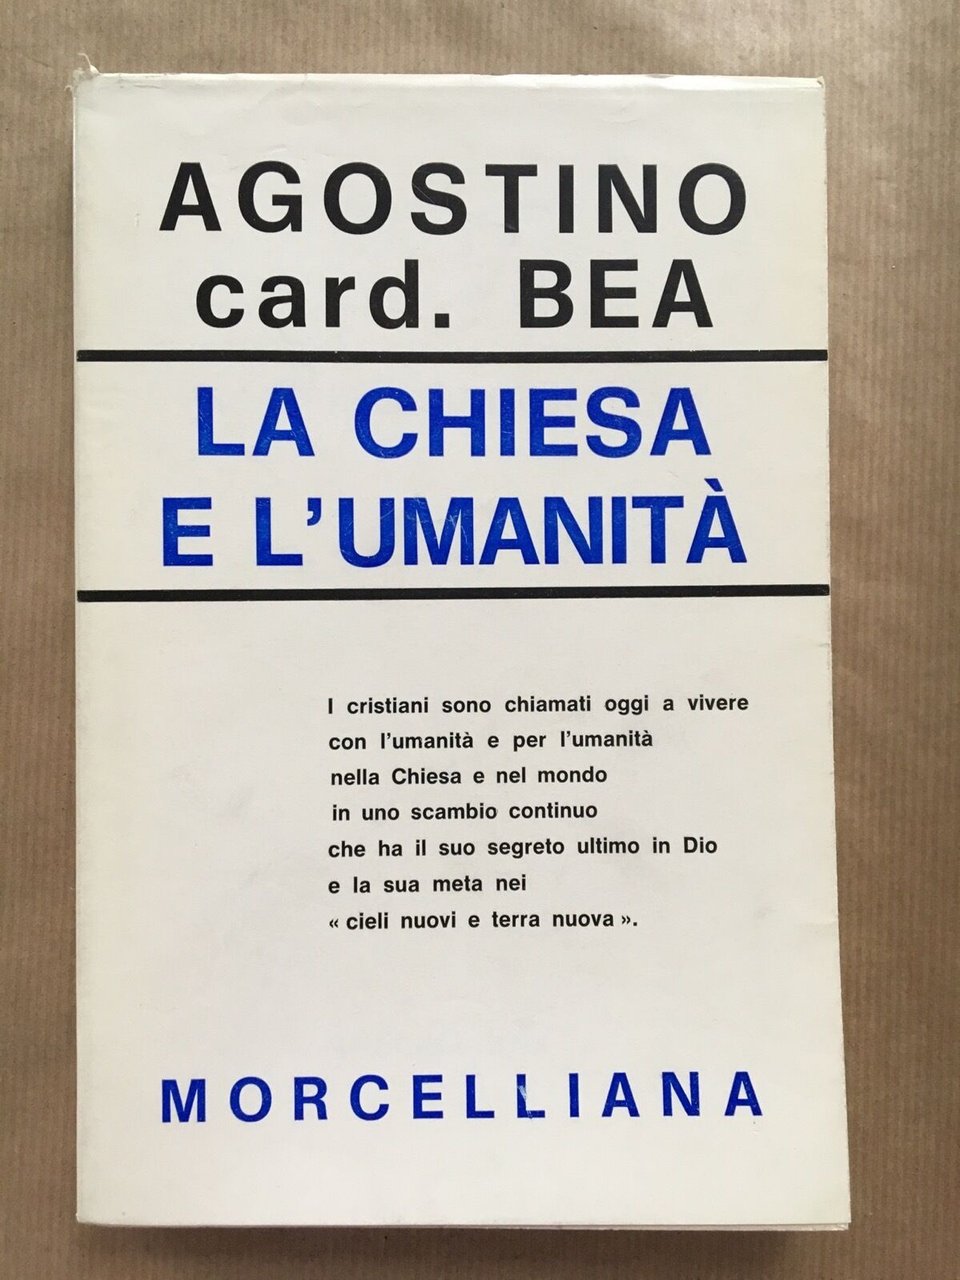 AGOSTINO
card. BEA
LA CHIESA
E L'UMANITÀ
I cristiani sono chiamati oggi a vivere
con l'umanità e per l'umanità
nella Chiesa e nel mondo
in uno scambio continuo
che ha il suo segreto ultimo in Dio
e la sua meta nei
« cieli nuovi e terra nuova ».
MORCELLIANA